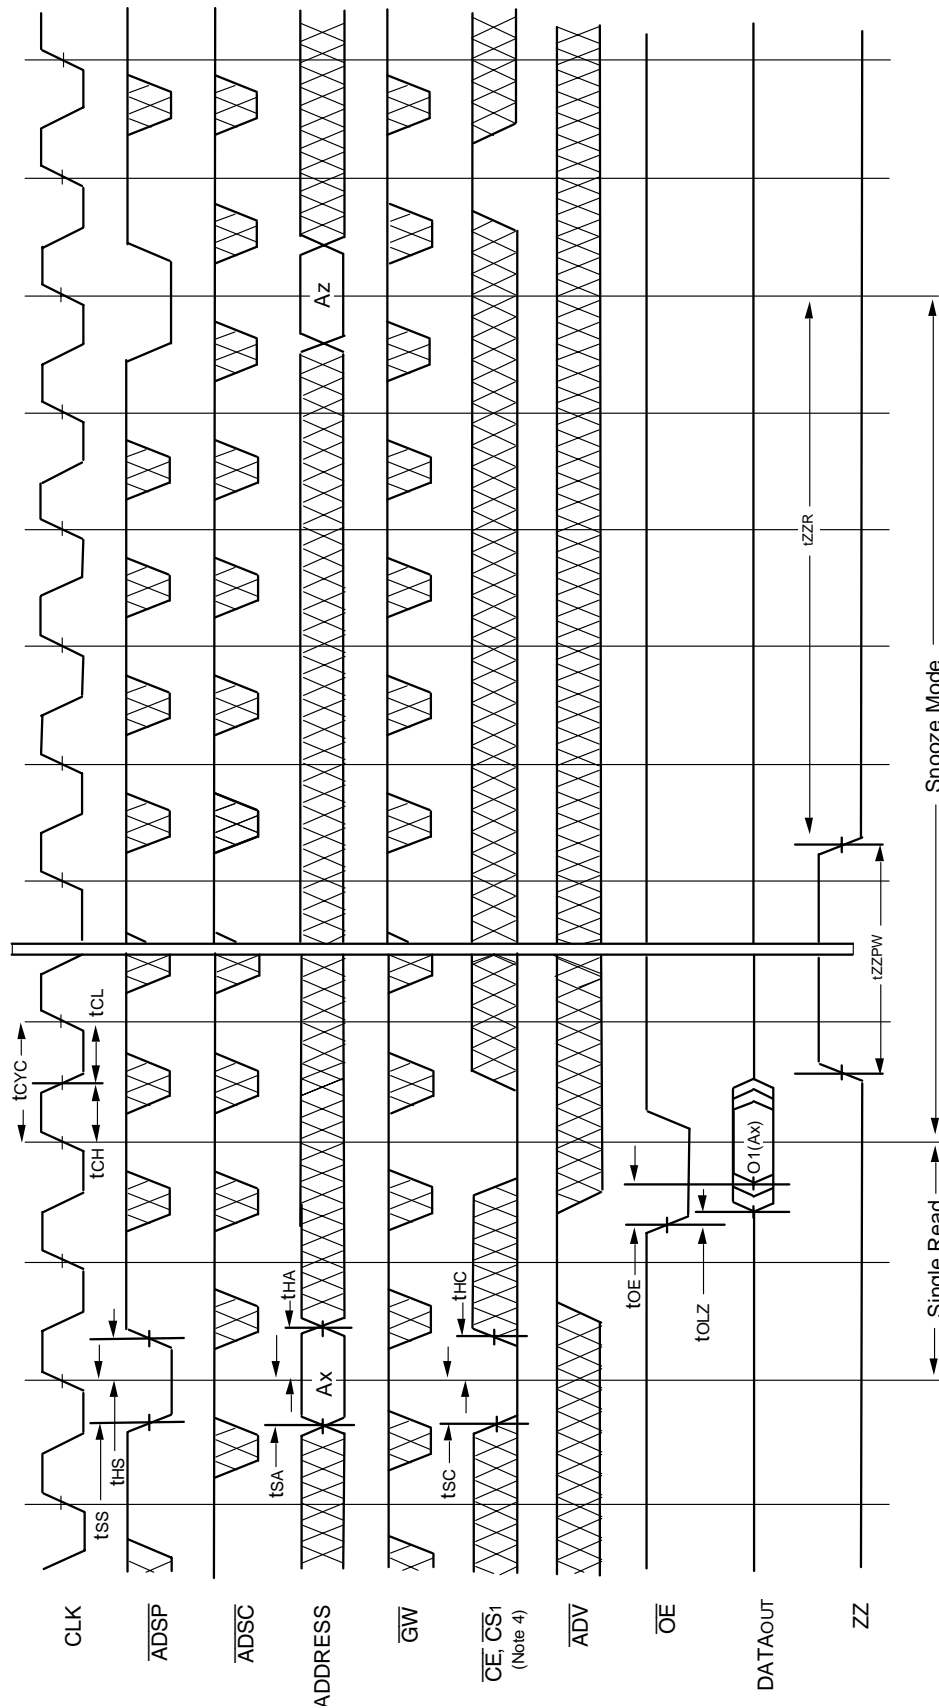 tCYC
tCH
tCL
tSS
tHS
tSA
tHA
tSC
tHC
tOE
tOLZ
tZZPW
tZZR
Ax
Az
O1(Ax)
CLK
ADSP
ADSC
ADDRESS
GW
CE, CS1
(Note 4)
ADV
OE
DATAOUT
ZZ
Single Read
Snooze Mode